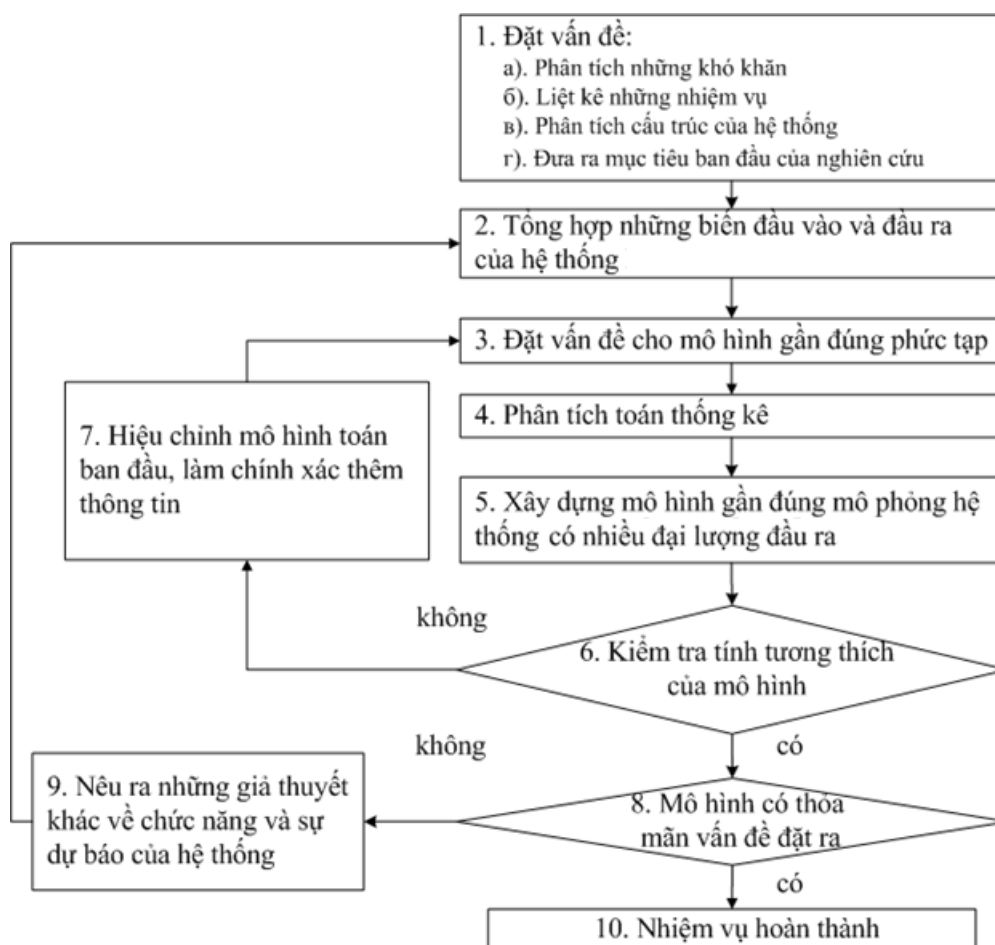 1. Đặt vấn đề:
а). Phân tích những khó khăn
б). Liệt kê những nhiệm vụ
в). Phân tích cấu trúc của hệ thống
г). Đưa ra mục tiêu ban đầu của nghiên cứu
2. Tổng hợp những biến đầu vào và đầu ra
của hệ thống
3. Đặt vấn đề cho mô hình gần đúng phức tạp
4. Phân tích toán thống kê
7. Hiệu chỉnh mô hình toán
ban đầu, làm chính xác thêm
thông tin
5. Xây dựng mô hình gần đúng mô phỏng hệ
thống có nhiều đại lượng đầu ra
không
6. Kiểm tra tính tương thích
của mô hình
không
có
9. Nêu ra những giả thuyết
khác về chức năng và sự
dự báo của hệ thống
8. Mô hình có thỏa
mãn vấn đề đặt ra
có
10. Nhiệm vụ hoàn thành